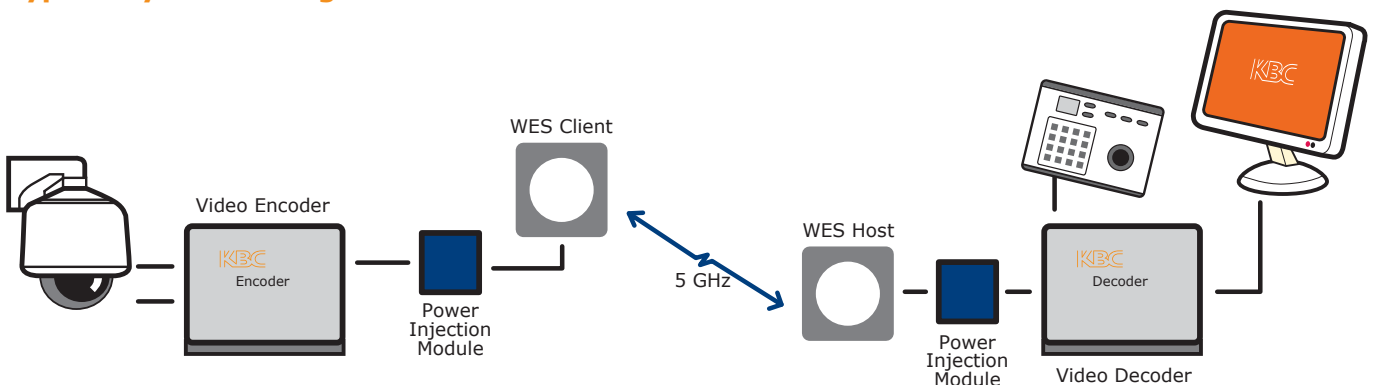 WES Client
Video Encoder
KBC
Encoder
Power
Injection
Module
5 GHz
WES Host
Power
Injection
Module
KBC
Decoder
Video Decoder
KBC